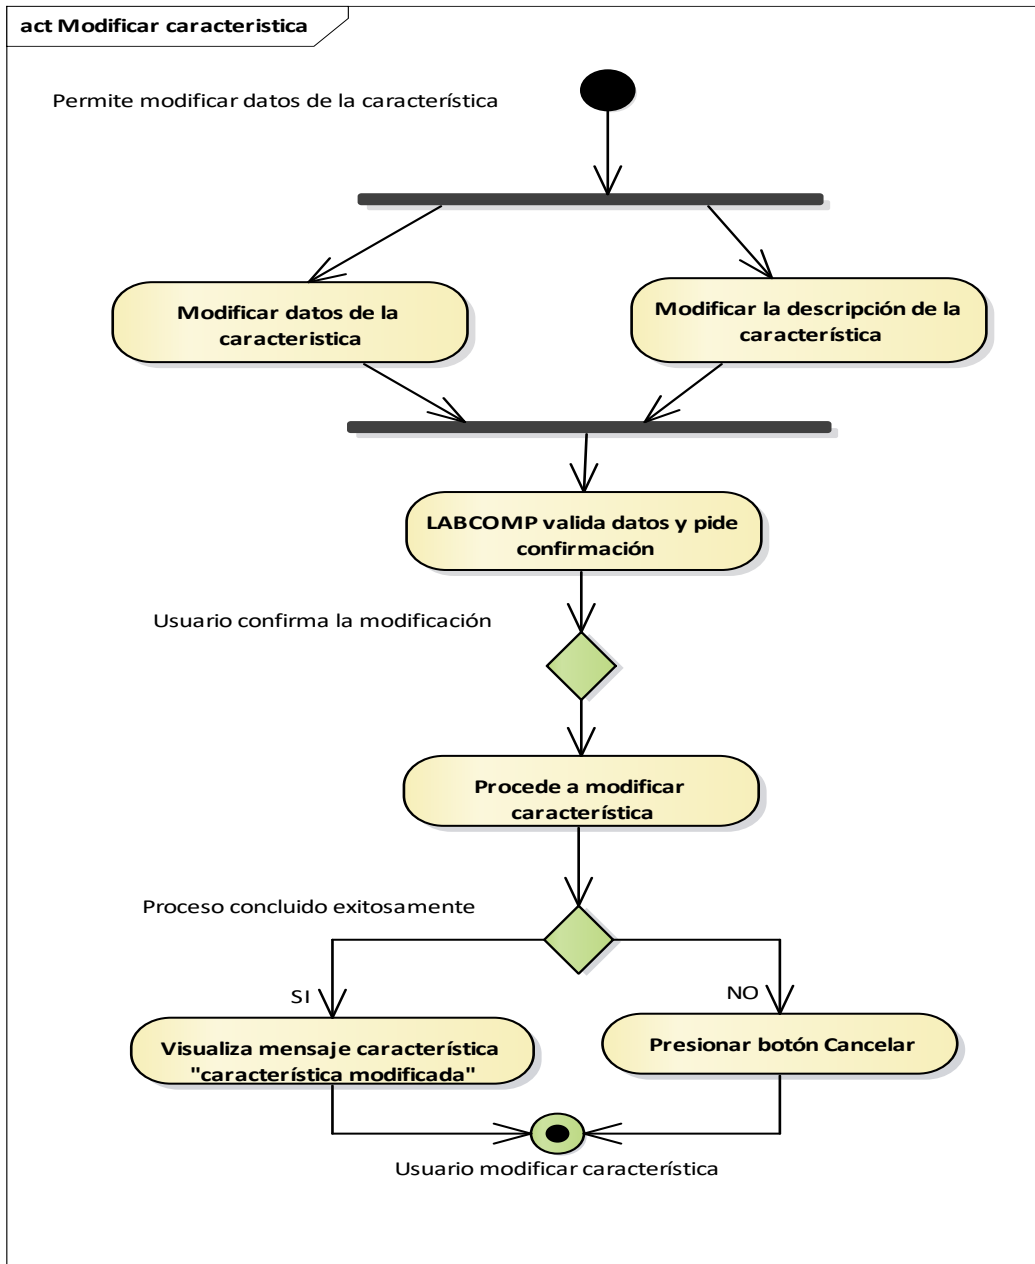 act Modificar caracteristica
Permite modificar datos de la característica
Modificar datos de la
caracteristica
Modificar la descripción de la
característica
LABCOMP valida datos y pide
confirmación
Usuario confirma la modificación
Procede a modificar
característica
Proceso concluido exitosamente
SI
NO
Visualiza mensaje característica
"característica modificada"
Presionar botón Cancelar
Usuario modificar característica